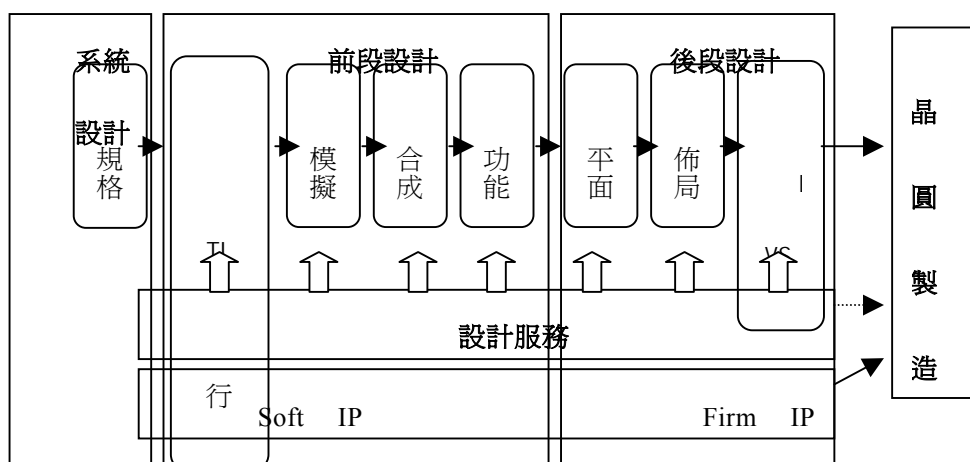 系統
設計
前段設計
後段設計
規格
模擬
合成
功能
平面
佈局
行
設計服務
Soft IP
Firm IP
晶圓製造